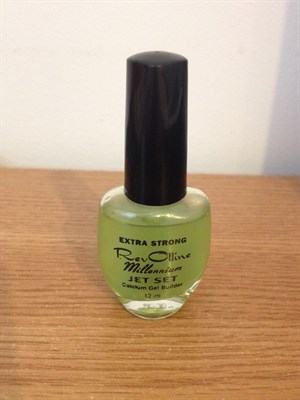 EXTRA STRONG
RevOlline
Millennium
JET SET
Calcium Gel Builder
12 ml